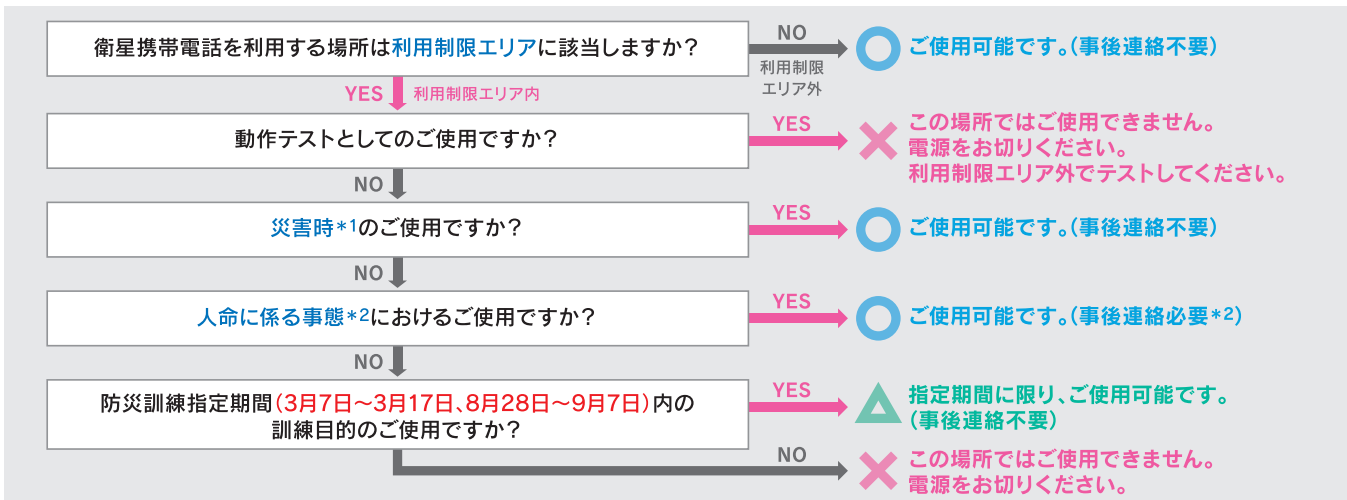 衛星携帯電話を利用する場所は利用制限エリアに該当しますか?
NO
利用制限
エリア外
ご使用可能です。(事後連絡不要)
YES 利用制限エリア内
動作テストとしてのご使用ですか?
YES
この場所ではご使用できません。
電源をお切りください。
利用制限エリア外でテストしてください。
NO
災害時*1のご使用ですか?
YES
ご使用可能です。(事後連絡不要)
NO
人命に係る事態*2におけるご使用ですか?
YES
ご使用可能です。(事後連絡必要*2)
NO
防災訓練指定期間(3月7日~3月17日、8月28日~9月7日)内の
訓練目的のご使用ですか?
YES
指定期間に限り、ご使用可能です。
(事後連絡不要)
NO
この場所ではご使用できません。
電源をお切りください。